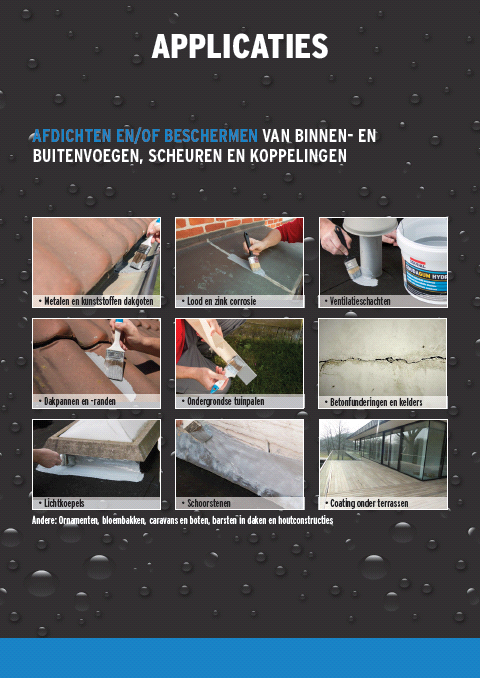 APPLICATIES
AFDICHTEN EN/OF BESCHERMEN VAN BINNEN- EN
BUITENVOEGEN, SCHEUREN EN KOPPELINGEN
• Metalen en kunststoffen dakgoten
• Lood en zink corrosie
• Ventilatieschachten
• Dakpannen en -randen
• Ondergrondse tuinpalen
• Betonfunderingen en kelders
• Lichtkoepels
• Schoorstenen
• Coating onder terrassen
Andere: Ornamenten, bloembakken, caravans en boten, barsten in daken en houtconstructies